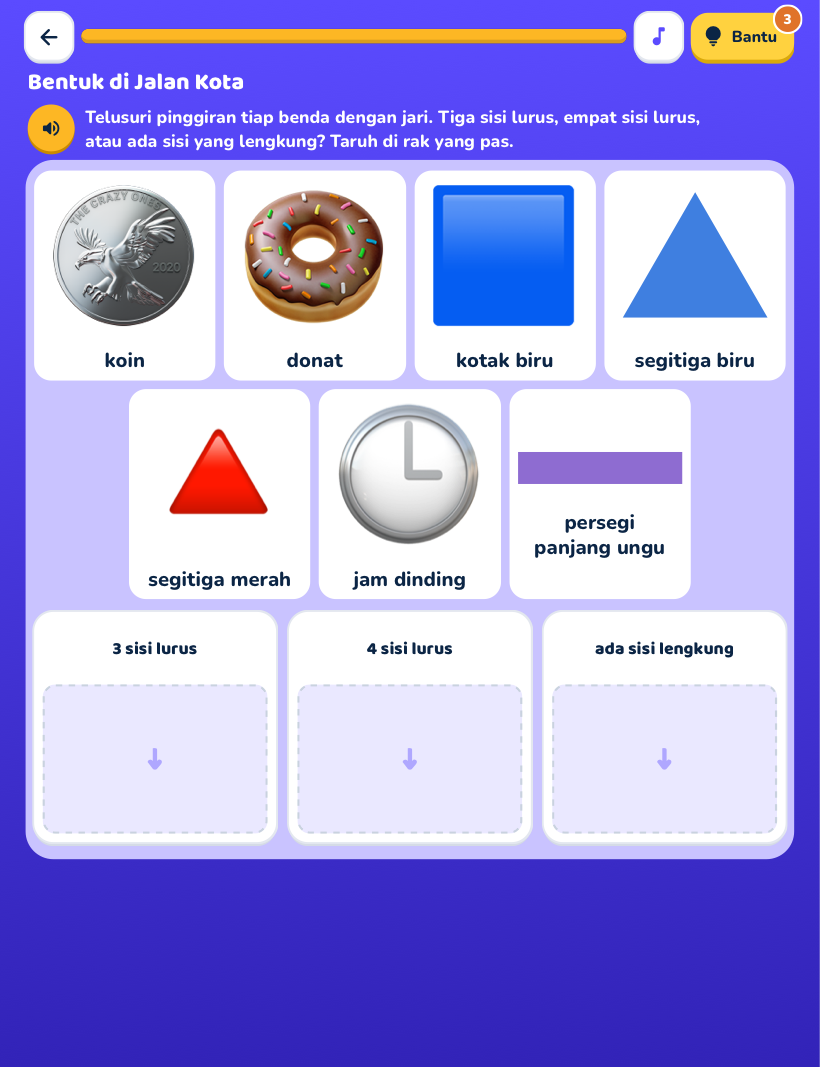 3
Bantu
Bentuk di Jalan Kota
Telusuri pinggiran tiap benda dengan jari. Tiga sisi lurus, empat sisi lurus,
atau ada sisi yang lengkung? Taruh di rak yang pas.
THE CRAZY ONES
2020
koin
donat
kotak biru
segitiga biru
segitiga merah
jam dinding
persegi
panjang ungu
3 sisi lurus
4 sisi lurus
ada sisi lengkung